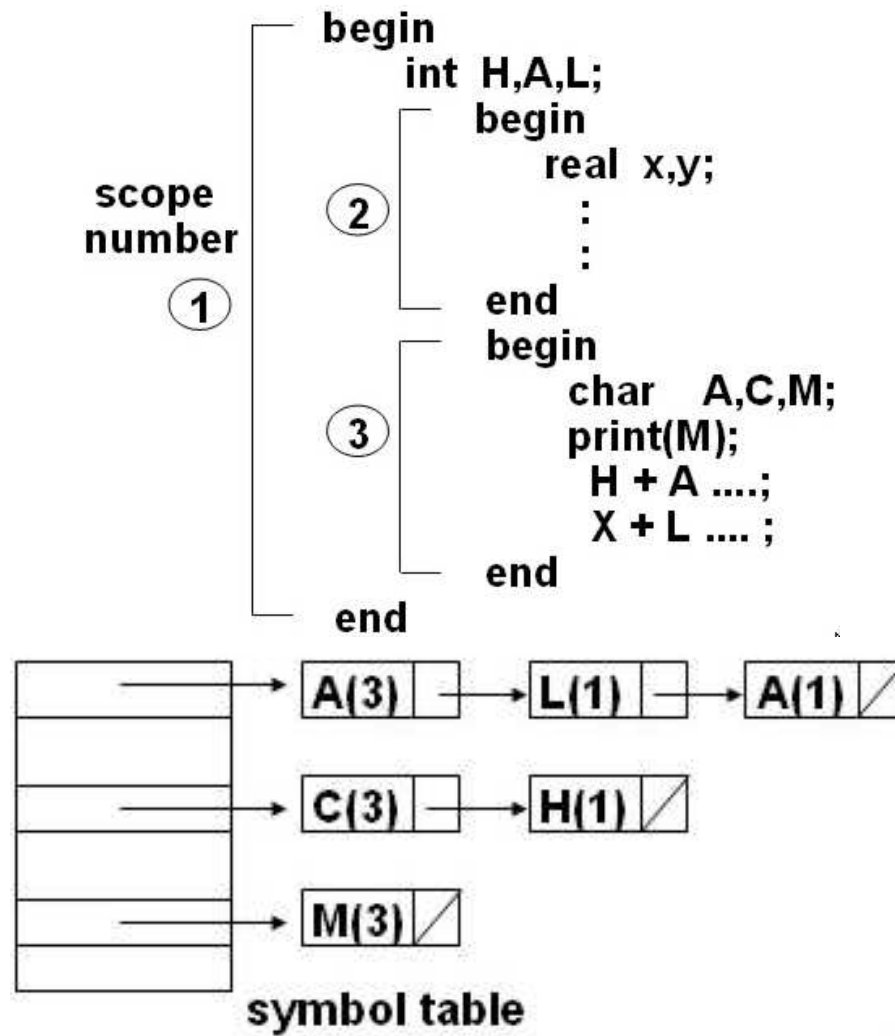 begin
int H,A,L;
begin
real x,y;
scope
number
2
:
:
1
end
begin
char A,C,M;
3
print(M);
H + A ....;
X + L .... ;
end
end
A(3) L(1) A(1)
C(3) H(1)
M(3)
symbol table